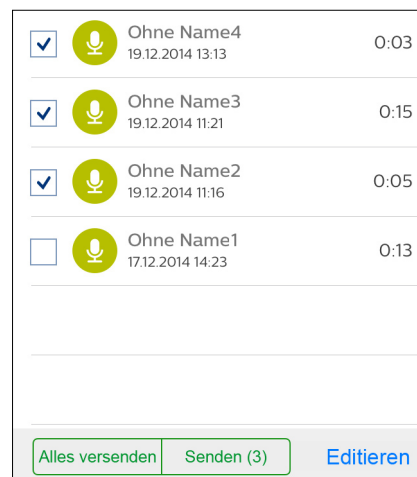 Ohne Name4
19.12.2014 13:13
0:03
Ohne Name3
19.12.2014 11:21
0:15
Ohne Name2
19.12.2014 11:16
0:05
Ohne Name1
17.12.2014 14:23
0:13
Alles versenden
Senden (3)
Editieren